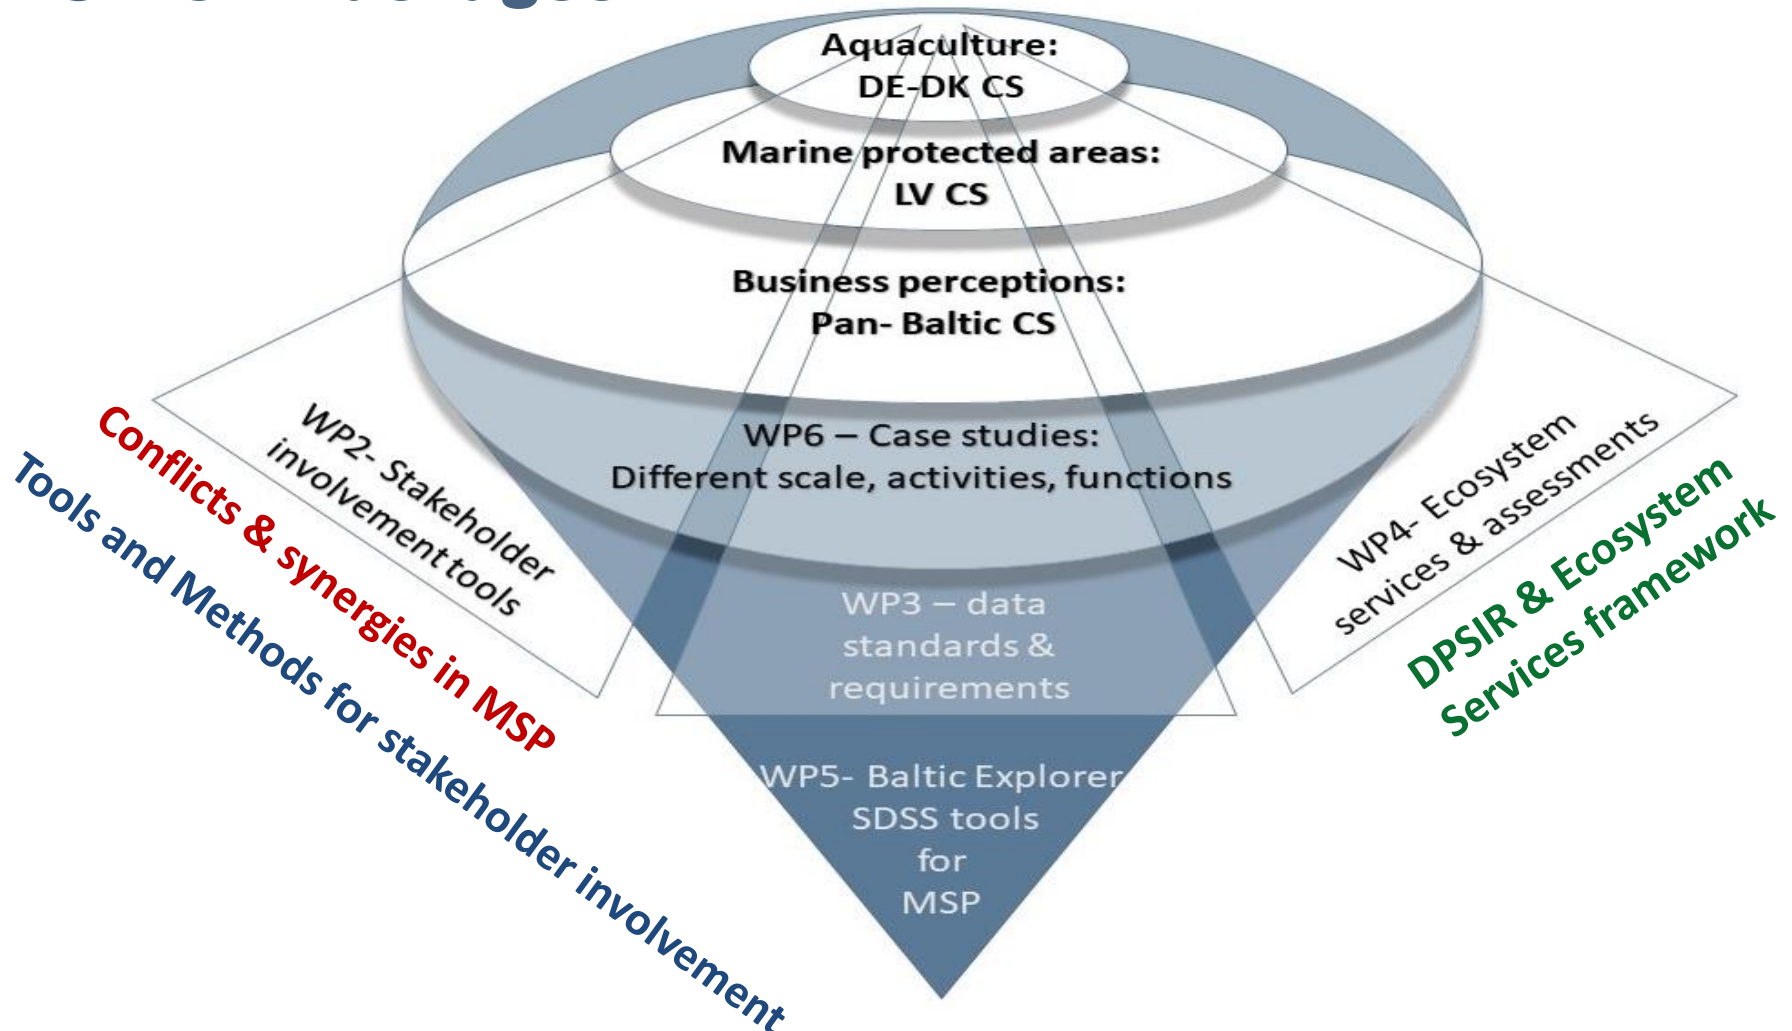 Aquaculture:
DE-DK CS
Marine protected areas:
LV CS
Business perceptions:
Pan- Baltic CS
WP6 – Case studies:
Different scale, activities, functions
WP2- Stakeholder
involvement tools
Conflicts & synergies in MSP
Tools and Methods for stakeholder involvement
WP4- Ecosystem
services & assessments
DPSIR & Ecosystem
Services framework
WP3 – data
standards &
requirements
WP5- Baltic Explorer
SDSS tools
for
MSP